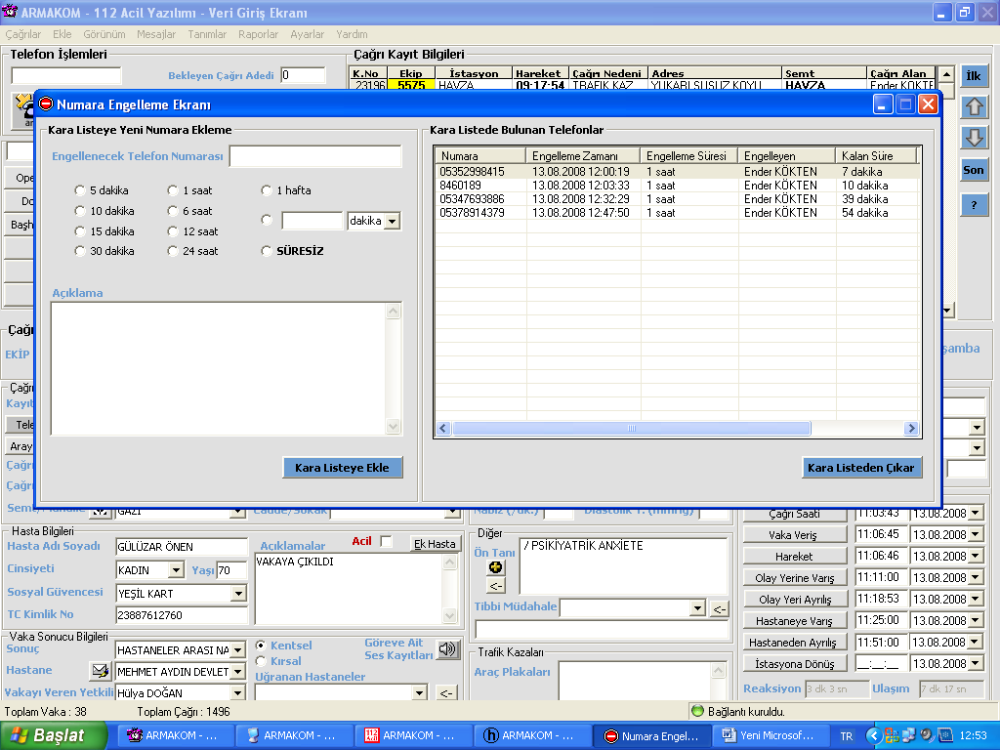 ARMAKOM - 112 Acil Yazılımı - Veri Giriş Ekranı
Çağrılar Ekle Görünüm Mesajlar Tanımlar Raporlar Ayarlar Yardım
Telefon İşlemleri
Bekleyen Çağrı Adedi 0
Çağrı Kayıt Bilgileri
K.No Ekip İstasyon Hareket Çağrı Nedeni Adres Semt Çağrı Alan
23196 5575 HAVZA 09:17:54 TRAFİK KAZ YUKARI SUSUZ KÖYÜ HAVZA Ender KÖKTE
İlk
Son
?
Numara Engelleme Ekranı
Kara Listeye Yeni Numara Ekleme
Engellenecek Telefon Numarası
5 dakika 1 saat 1 hafta
10 dakika 6 saat dakika
15 dakika 12 saat
30 dakika 24 saat SÜRESİZ
Açıklama
Kara Listeye Ekle
Kara Listede Bulunan Telefonlar
Numara Engelleme Zamanı Engelleme Süresi Engelleyen Kalan Süre
05352998415 13.08.2008 12:00:19 1 saat Ender KÖKTEN 7 dakika
8460189 13.08.2008 12:03:33 1 saat Ender KÖKTEN 10 dakika
05347693886 13.08.2008 12:32:29 1 saat Ender KÖKTEN 39 dakika
05378914379 13.08.2008 12:47:50 1 saat Ender KÖKTEN 54 dakika
Kara Listeden Çıkar
Ope
Do
Başh
Çağrı
EKİP
şamba
Çağrı
Kayıt
Tele
Aray
Çağrı
Çağrı
Semt/Mahalle GAZİ Cadde/Sokak
Nabız (/dk.) Diastolik T. (mmHg)
Hasta Bilgileri
Hasta Adı Soyadı GÜLÜZAR ÖNEN
Cinsiyeti KADIN Yaşı 70
Sosyal Güvencesi YEŞİL KART
TC Kimlik No 23887612760
Açıklamalar Acil Ek Hasta
VAKAYA ÇIKILDI
Diğer
Ön Tanı / PSİKİYATRİK ANXİETE
<-
Tıbbi Müdahale <-
Çağrı Saati 11:03:43 13.08.2008
Vaka Veriş 11:06:45 13.08.2008
Hareket 11:06:46 13.08.2008
Olay Yerine Varış 11:11:00 13.08.2008
Olay Yeri Ayrılış 11:18:53 13.08.2008
Hastaneye Varış 11:25:00 13.08.2008
Hastaneden Ayrılış 11:51:00 13.08.2008
İstasyona Dönüş __:__:__ 13.08.2008
Reaksiyon 3 dk 3 sn Ulaşım 7 dk 17 sn
Vaka Sonucu Bilgileri
Sonuç HASTANELER ARASI NA
Hastane MEHMET AYDIN DEVLET
Vakayı Veren Yetkili Hülya DOĞAN
Kentsel
Kırsal
Göreve Ait
Ses Kayıtları
Uğranan Hastaneler
<-
Trafik Kazaları
Araç Plakaları
Toplam Vaka : 38 Toplam Çağrı : 1496 Bağlantı kuruldu.
Başlat ARMAKOM - ... ARMAKOM - ... ARMAKOM - ... ARMAKOM - ... Numara Engel... Yeni Microsof... TR 12:53